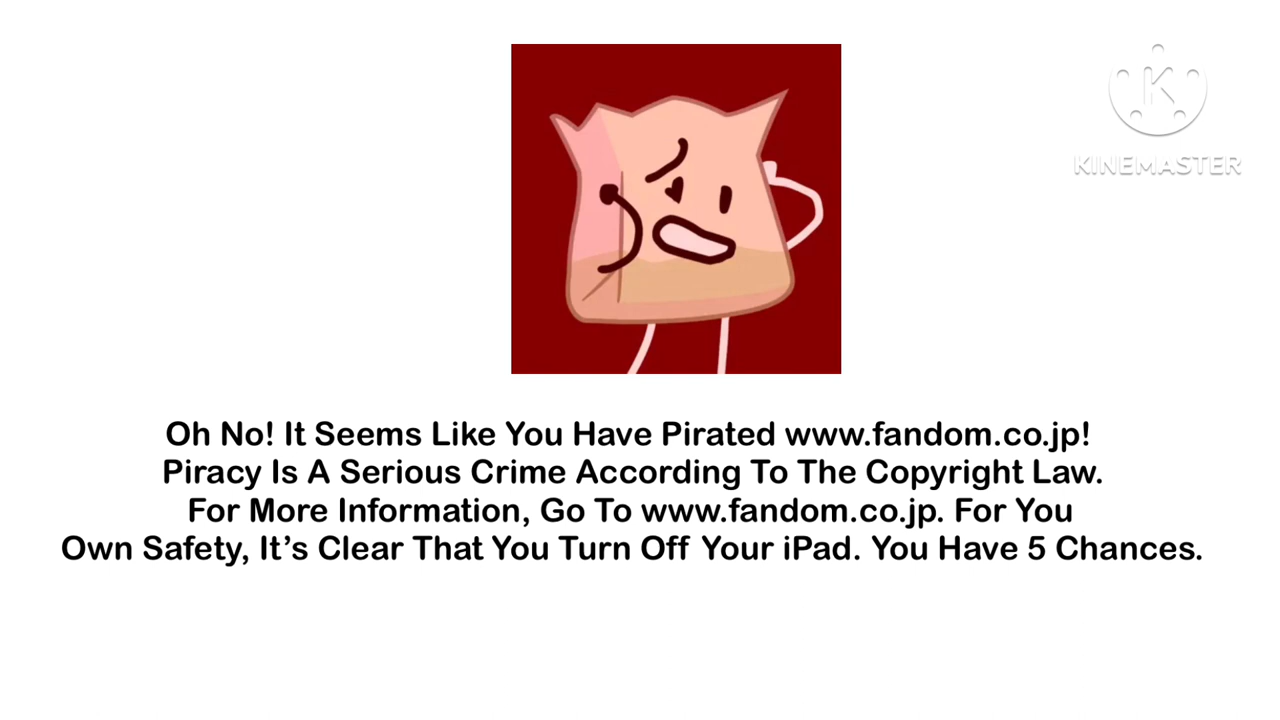 K
KINEMASTER
Oh No! It Seems Like You Have Pirated www.fandom.co.jp!
Piracy Is A Serious Crime According To The Copyright Law.
For More Information, Go To www.fandom.co.jp. For You
Own Safety, It’s Clear That You Turn Off Your iPad. You Have 5 Chances.